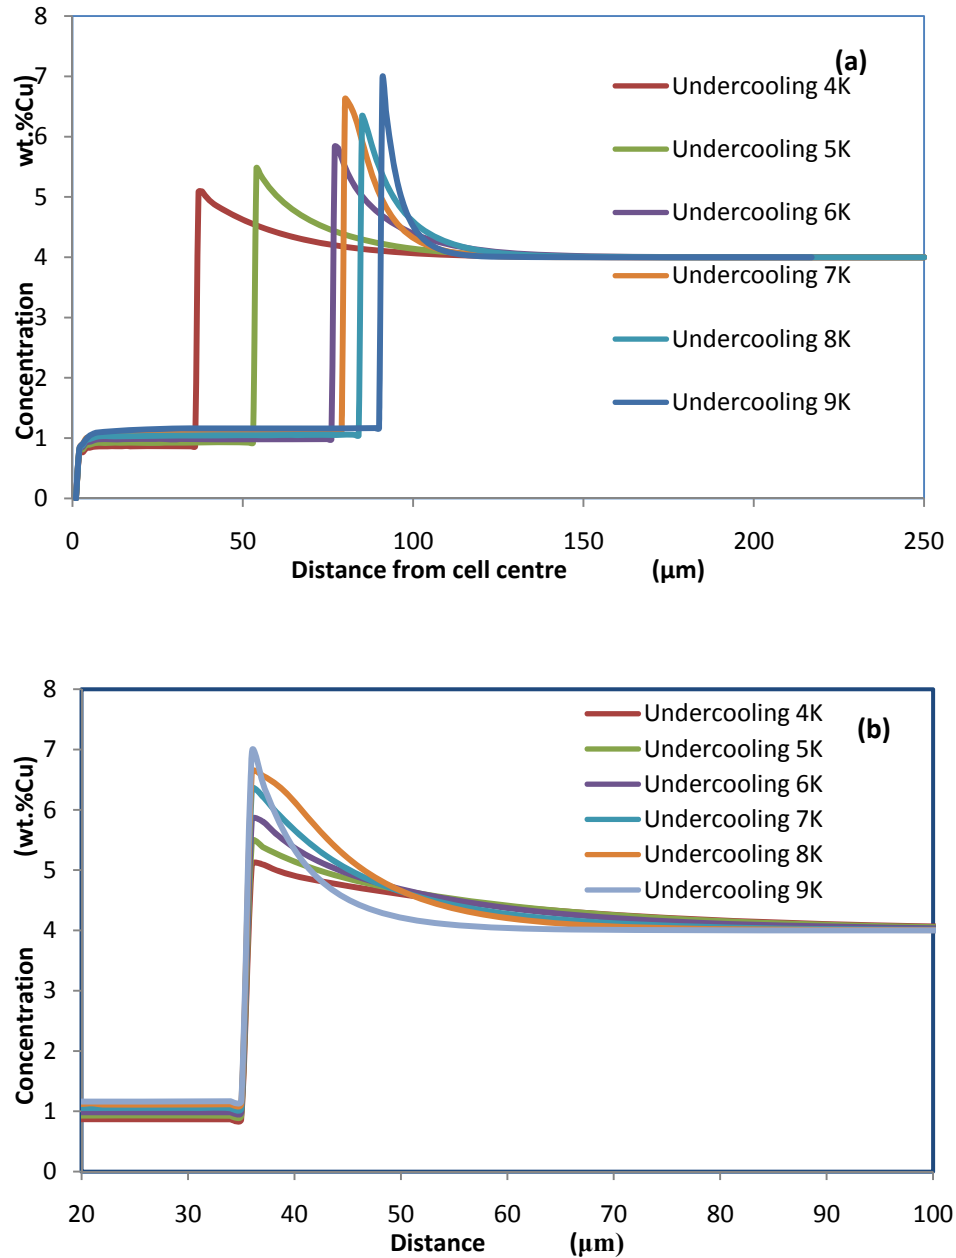 (a)
8
7
6
5
4
3
2
1
0
Concentration wt.%Cu
Undercooling 4K
Undercooling 5K
Undercooling 6K
Undercooling 7K
Undercooling 8K
Undercooling 9K
0 50 100 150 200 250
Distance from cell centre (µm)
(b)
8
7
6
5
4
3
2
1
0
Concentration (wt.%Cu)
Undercooling 4K
Undercooling 5K
Undercooling 6K
Undercooling 7K
Undercooling 8K
Undercooling 9K
20 30 40 50 60 70 80 90 100
Distance (µm)